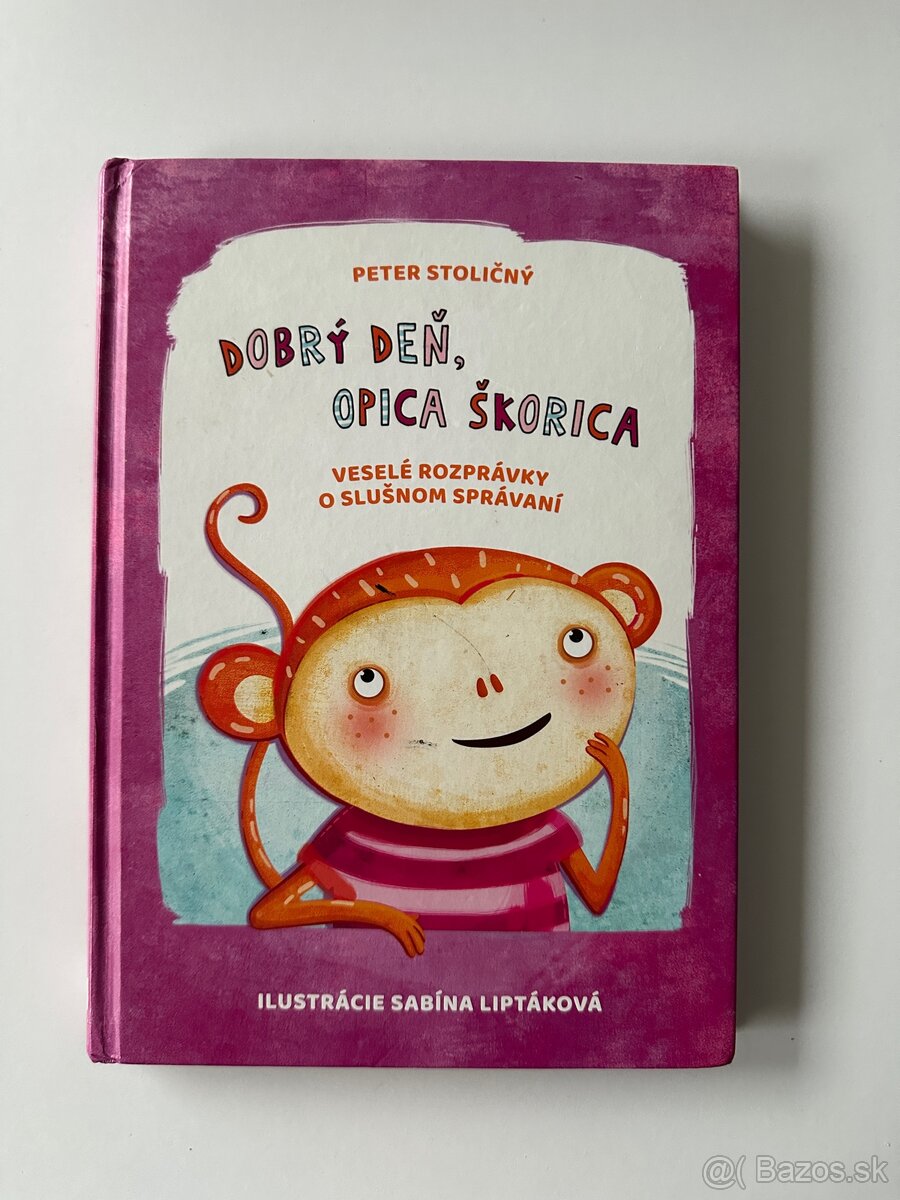 PETER STOLIČNÝ
DOBRÝ DEŇ,
OPICA ŠKORICA
VESELÉ ROZPRÁVKY
O SLUŠNOM SPRÁVANÍ
ILUSTRÁCIE SABÍNA LIPTÁKOVÁ
@( Bazos.sk